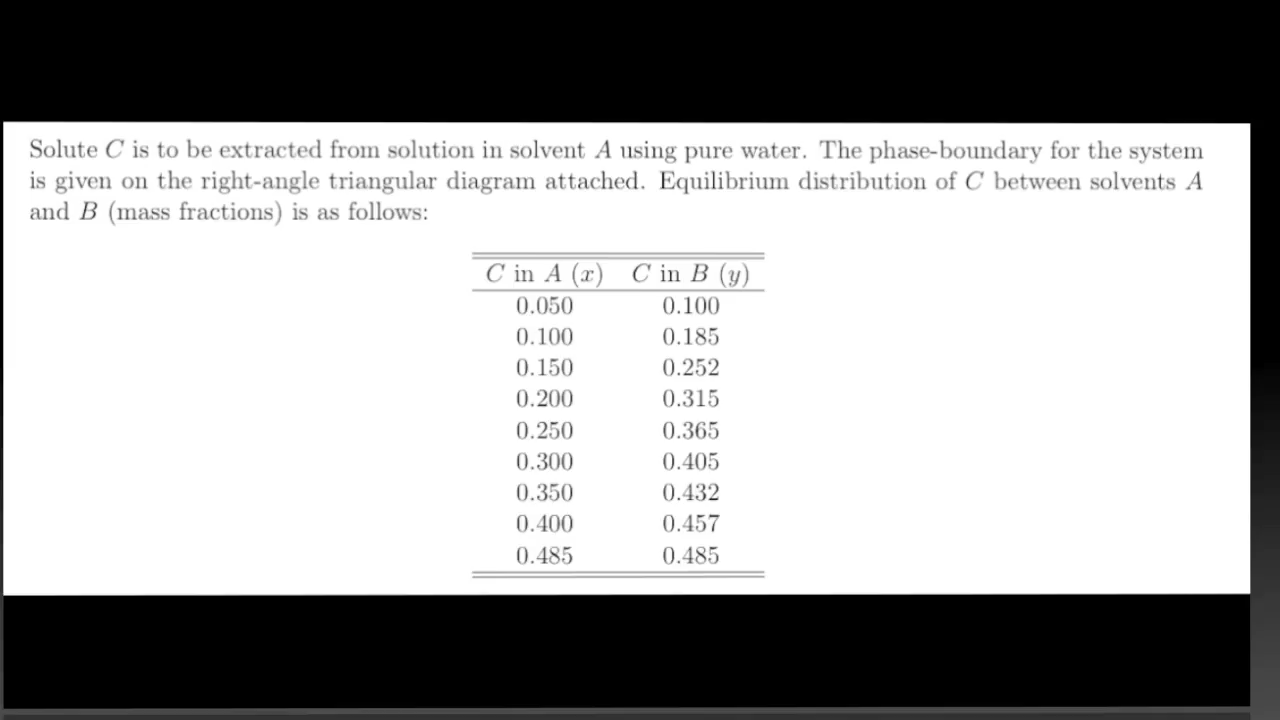 Solute C is to be extracted from solution in solvent A using pure water. The phase-boundary for the system
is given on the right-angle triangular diagram attached. Equilibrium distribution of C between solvents A
and B (mass fractions) is as follows:
C in A (x) C in B (y)
0.050 0.100
0.100 0.185
0.150 0.252
0.200 0.315
0.250 0.365
0.300 0.405
0.350 0.432
0.400 0.457
0.485 0.485